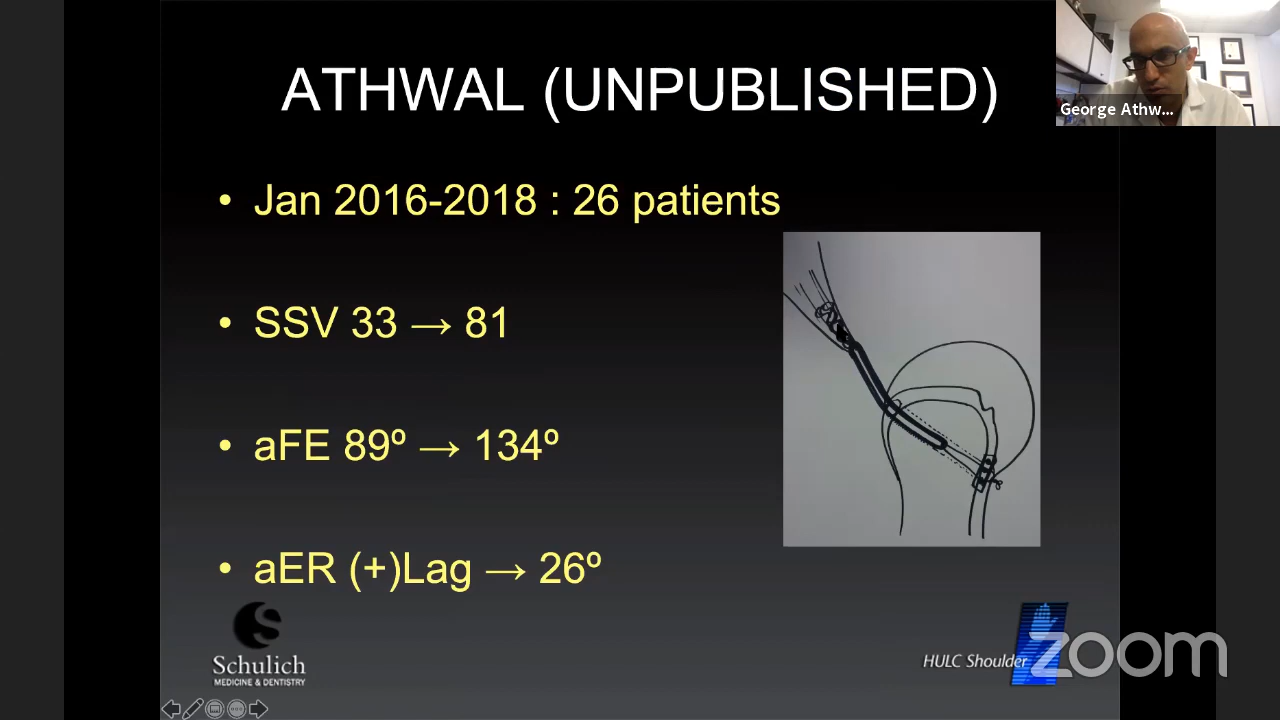 ATHWAL (UNPUBLISHED)
George Athw...
• Jan 2016-2018 : 26 patients
• SSV 33 → 81
• aFE 89º → 134º
• aER (+)Lag → 26º
Schulich
MEDICINE & DENTISTRY
HULC Shoulder
zoom